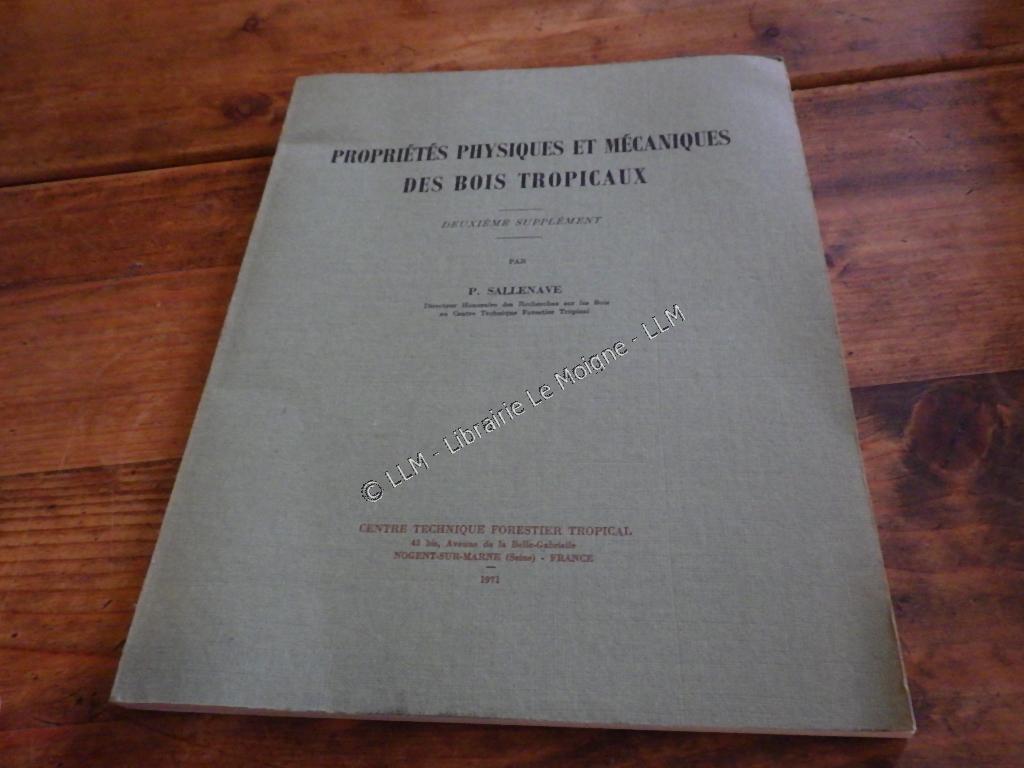 PROPRIÉTÉS PHYSIQUES ET MÉCANIQUES
DES BOIS TROPICAUX
DEUXIÈME SUPPLÉMENT
PAR
P. SALLENAVE
Directeur Honoraire des Recherches sur les Bois
au Centre Technique Forestier Tropical
© LLM - Librairie Le Moigne - LLM
CENTRE TECHNIQUE FORESTIER TROPICAL
45 bis, Avenue de la Belle-Gabrielle
NOGENT-SUR-MARNE (Seine) - FRANCE
1971